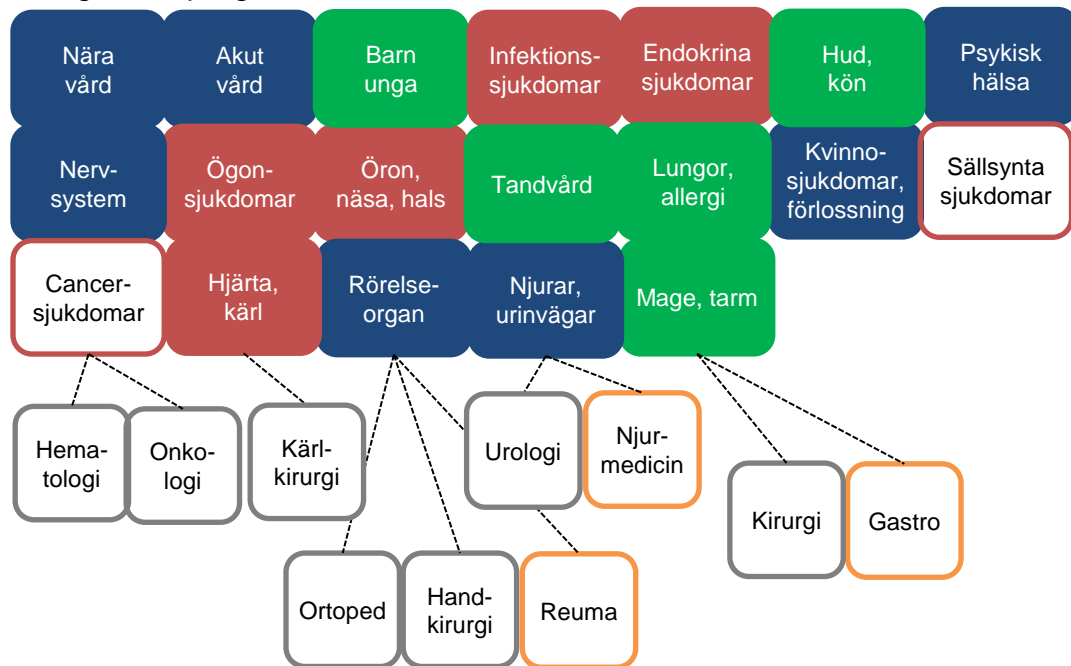 Nära
vård
Akut
vård
Barn
unga
Infektions-
sjukdomar
Endokrina
sjukdomar
Hud,
kön
Psykisk
hälsa
Nerv-
system
Ögon-
sjukdomar
Öron,
näsa, hals
Tandvård
Lungor,
allergi
Kvinno-
sjukdomar,
förlossning
Sällsynta
sjukdomar
Cancer-
sjukdomar
Hjärta,
kärl
Rörelse-
organ
Njurar,
urinvägar
Mage, tarm
Hema-
tologi
Onko-
logi
Kärl-
kirurgi
Urologi
Njur-
medicin
Kirurgi
Gastro
Ortoped
Hand-
kirurgi
Reuma